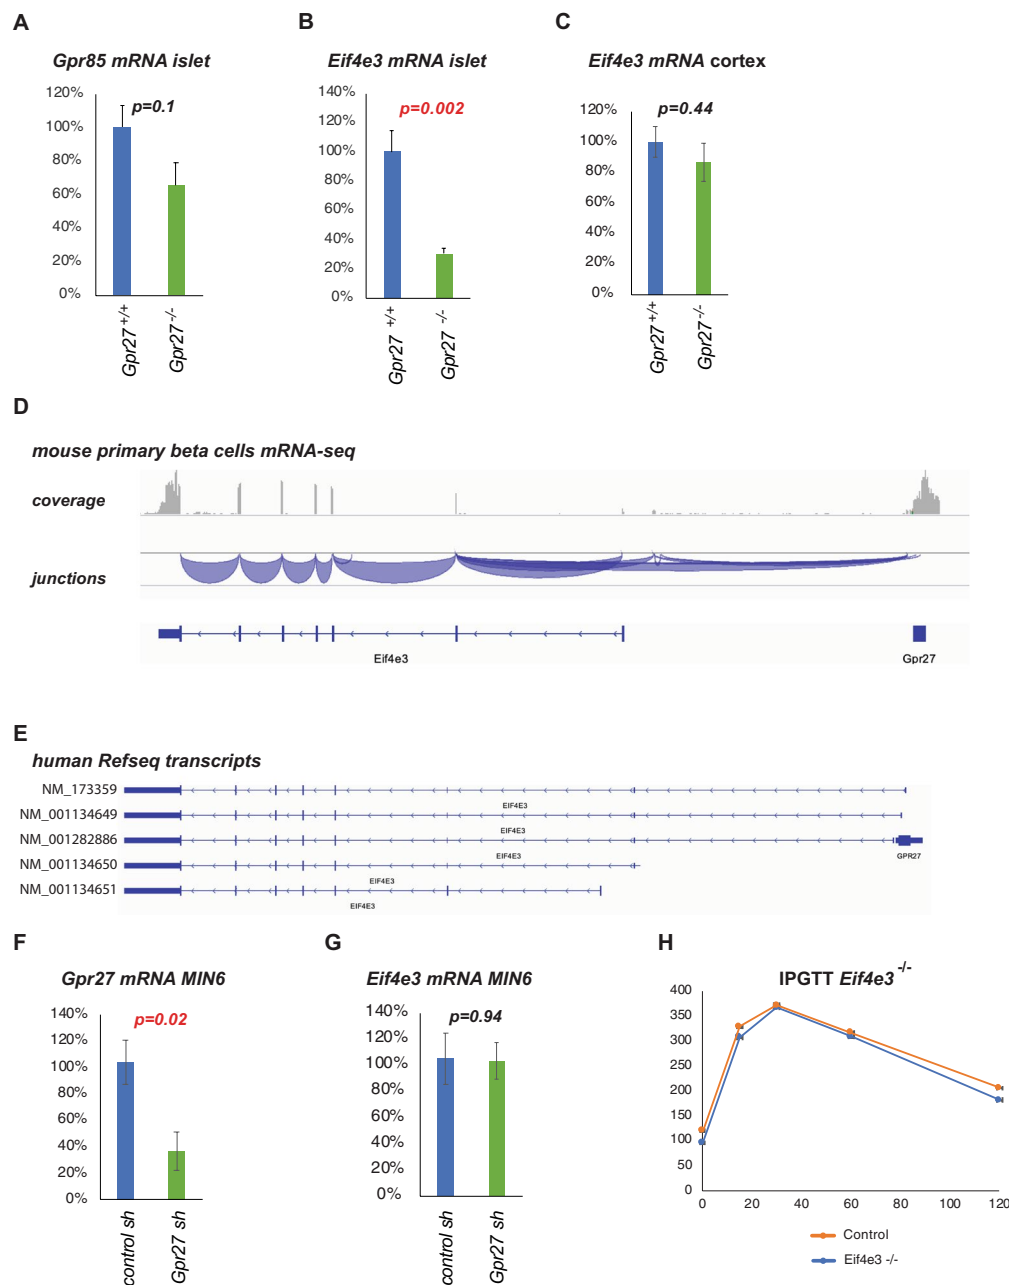 A
B
C
Gpr85 mRNA islet
Eif4e3 mRNA islet
Eif4e3 mRNA cortex
120%
100%
80%
60%
40%
20%
0%
p=0.1
Gpr27 +/+
Gpr27 -/-
140%
120%
100%
80%
60%
40%
20%
0%
p=0.002
Gpr27 +/+
Gpr27 -/-
120%
100%
80%
60%
40%
20%
0%
p=0.44
Gpr27 +/+
Gpr27 -/-
D
mouse primary beta cells mRNA-seq
coverage
junctions
Eif4e3
Gpr27
E
human Refseq transcripts
NM_173359
EIF4E3
NM_001134649
EIF4E3
NM_001282886
EIF4E3
GPR27
NM_001134650
EIF4E3
NM_001134651
EIF4E3
F
G
H
Gpr27 mRNA MIN6
Eif4e3 mRNA MIN6
IPGTT Eif4e3 -/-
140%
120%
100%
80%
60%
40%
20%
0%
p=0.02
control sh
Gpr27 sh
140%
120%
100%
80%
60%
40%
20%
0%
p=0.94
control sh
Gpr27 sh
400
350
300
250
200
150
100
50
0
0
20
40
60
80
100
120
Control
Eif4e3 -/-